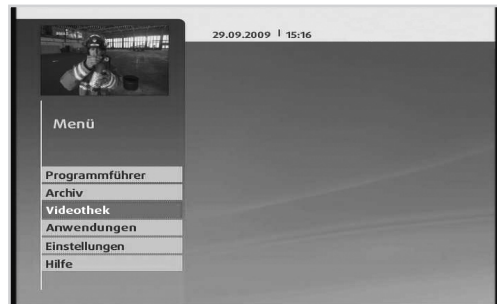 29.09.2009 | 15:16
Menü
Programmführer
Archiv
Videothek
Anwendungen
Einstellungen
Hilfe